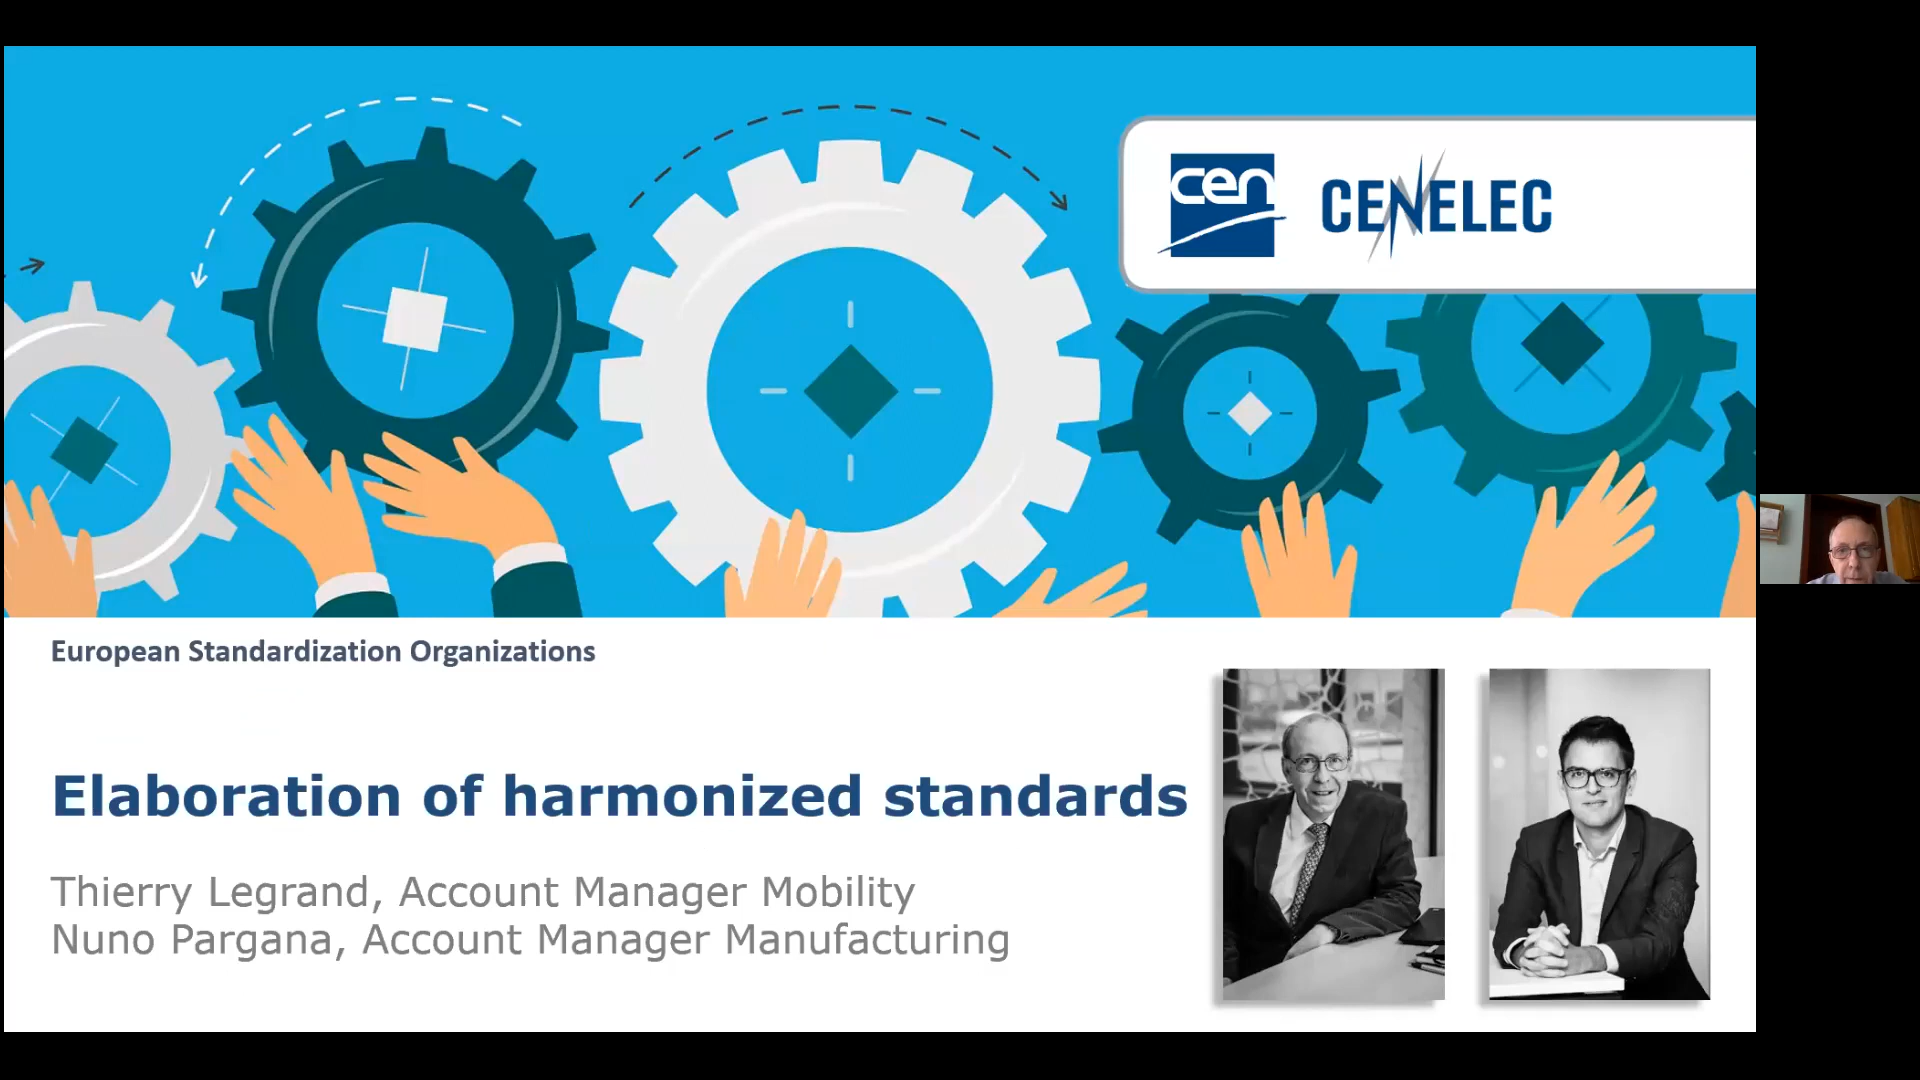 cen
CENELEC
European Standardization Organizations
Elaboration of harmonized standards
Thierry Legrand, Account Manager Mobility
Nuno Pargana, Account Manager Manufacturing